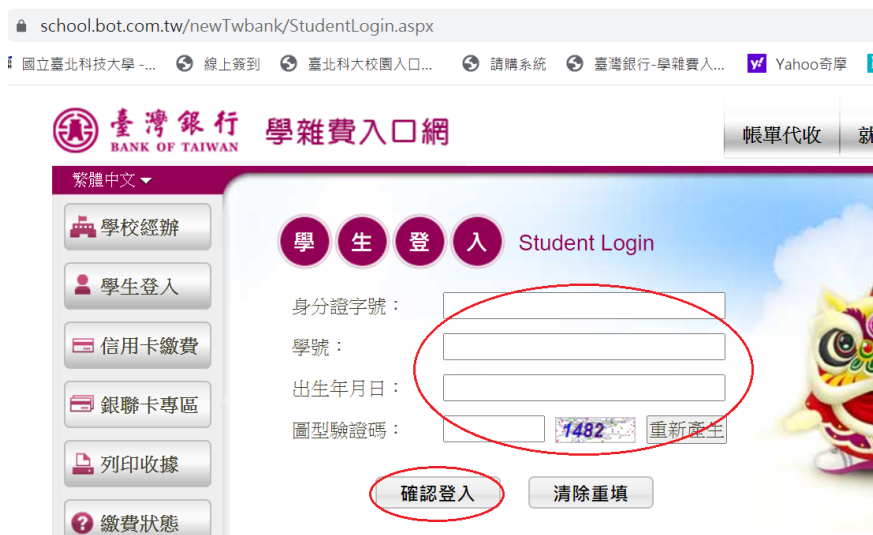 school.bot.com.tw/newTwbank/StudentLogin.aspx
國立臺北科技大學 -... 線上簽到 臺北科大校園入口... 請購系統 臺灣銀行-學雜費入... Yahoo奇摩
臺灣銀行 學雜費入口網
BANK OF TAIWAN
帳單代收
繁體中文
學校經辦
學生登入 Student Login
學生登入
身分證字號：
學號：
信用卡繳費
出生年月日：
銀聯卡專區
圖型驗證碼： 1482 重新產生
列印收據
確認登入 清除重填
繳費狀態